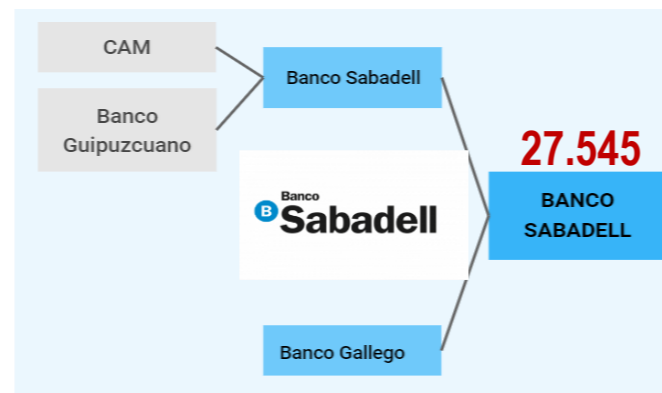 CAM
Banco
Guipuzcuano
Banco Sabadell
Banco
B
Sabadell
Banco Gallego
27.545
BANCO
SABADELL